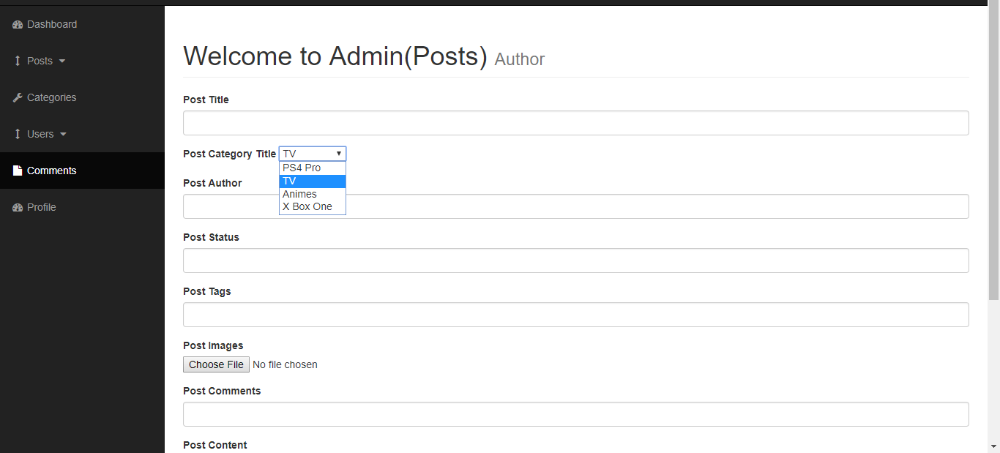 Dashboard
Posts
Categories
Users
Comments
Profile
Welcome to Admin(Posts) Author
Post Title
Post Category Title TV
PS4 Pro
TV
Animes
X Box One
Post Author
Post Status
Post Tags
Post Images
Choose File No file chosen
Post Comments
Post Content